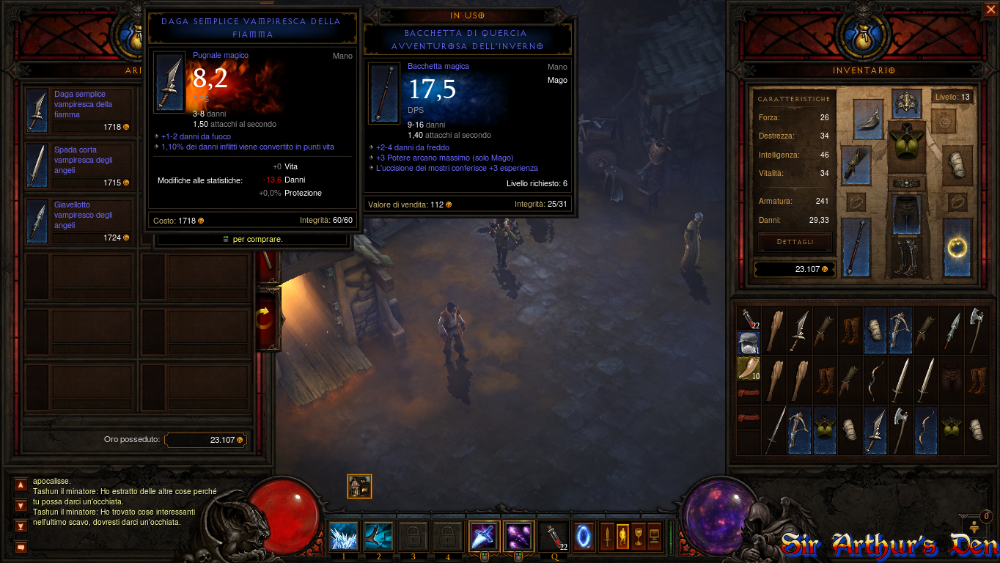 DAGA SEMPLICE VAMPIRESCA DELLA
FIAMMA
Pugnale magico
Mano
8,2
DPS
3-8 danni
1,50 attacchi al secondo
+1-2 danni da fuoco
1,10% dei danni inflitti viene convertito in punti vita
+0 Vita
Modifiche alle statistiche: -13,8 Danni
+0,0% Protezione
Costo: 1718
Integrità: 60/60
per comprare.
IN USO
BACCHETTA DI QUERCIA
AVVENTUROSA DELL'INVERNO
Bacchetta magica
Mano
Mago
17,5
DPS
9-16 danni
1,40 attacchi al secondo
+2-4 danni da freddo
+3 Potere arcano massimo (solo Mago)
L'uccisione dei mostri conferisce +3 esperienza
Livello richiesto: 6
Valore di vendita: 112
Integrità: 25/31
Daga semplice
vampiresca della
fiamma
1718
Spada corta
vampiresca degli
angeli
1715
Giavellotto
vampiresco degli
angeli
1724
Oro posseduto: 23.107
INVENTARIO
CARATTERISTICHE
Livello: 13
Forza: 26
Destrezza: 34
Intelligenza: 46
Vitalità: 34
Armatura: 241
Danni: 29,33
DETTAGLI
23.107
22
10
apocalisse.
Tashun il minatore: Ho estratto delle altre cose perché
tu possa darci un'occhiata.
Tashun il minatore: Ho trovato cose interessanti
nell'ultimo scavo, dovresti darci un'occhiata.
22
1 2 3 4 Q
0
Sir Arthur's Den